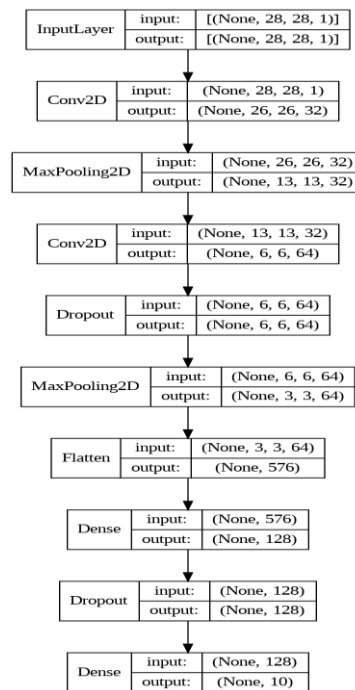 InputLayer input: [(None, 28, 28, 1)]
output: [(None, 28, 28, 1)]
Conv2D input: (None, 28, 28, 1)
output: (None, 26, 26, 32)
MaxPooling2D input: (None, 26, 26, 32)
output: (None, 13, 13, 32)
Conv2D input: (None, 13, 13, 32)
output: (None, 6, 6, 64)
Dropout input: (None, 6, 6, 64)
output: (None, 6, 6, 64)
MaxPooling2D input: (None, 6, 6, 64)
output: (None, 3, 3, 64)
Flatten input: (None, 3, 3, 64)
output: (None, 576)
Dense input: (None, 576)
output: (None, 128)
Dropout input: (None, 128)
output: (None, 128)
Dense input: (None, 128)
output: (None, 10)